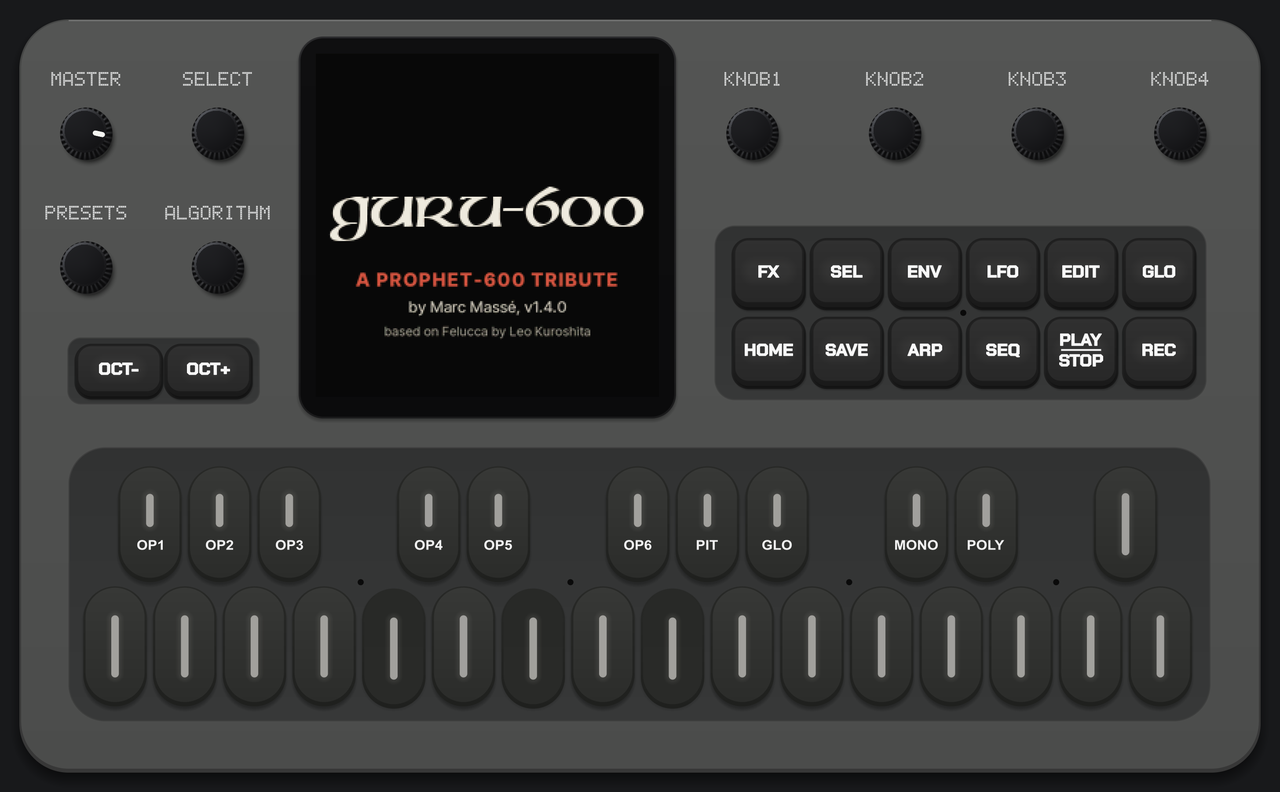 MASTER
SELECT
KNOB1
KNOB2
KNOB3
KNOB4
PRESETS
ALGORITHM
guru-600
A PROPHET-600 TRIBUTE
by Marc Massé, v1.4.0
based on Felucca by Leo Kuroshita
FX
SEL
ENV
LFO
EDIT
GLO
HOME
SAVE
ARP
SEQ
PLAY
STOP
REC
OCT-
OCT+
OP1
OP2
OP3
OP4
OP5
OP6
PIT
GLO
MONO
POLY